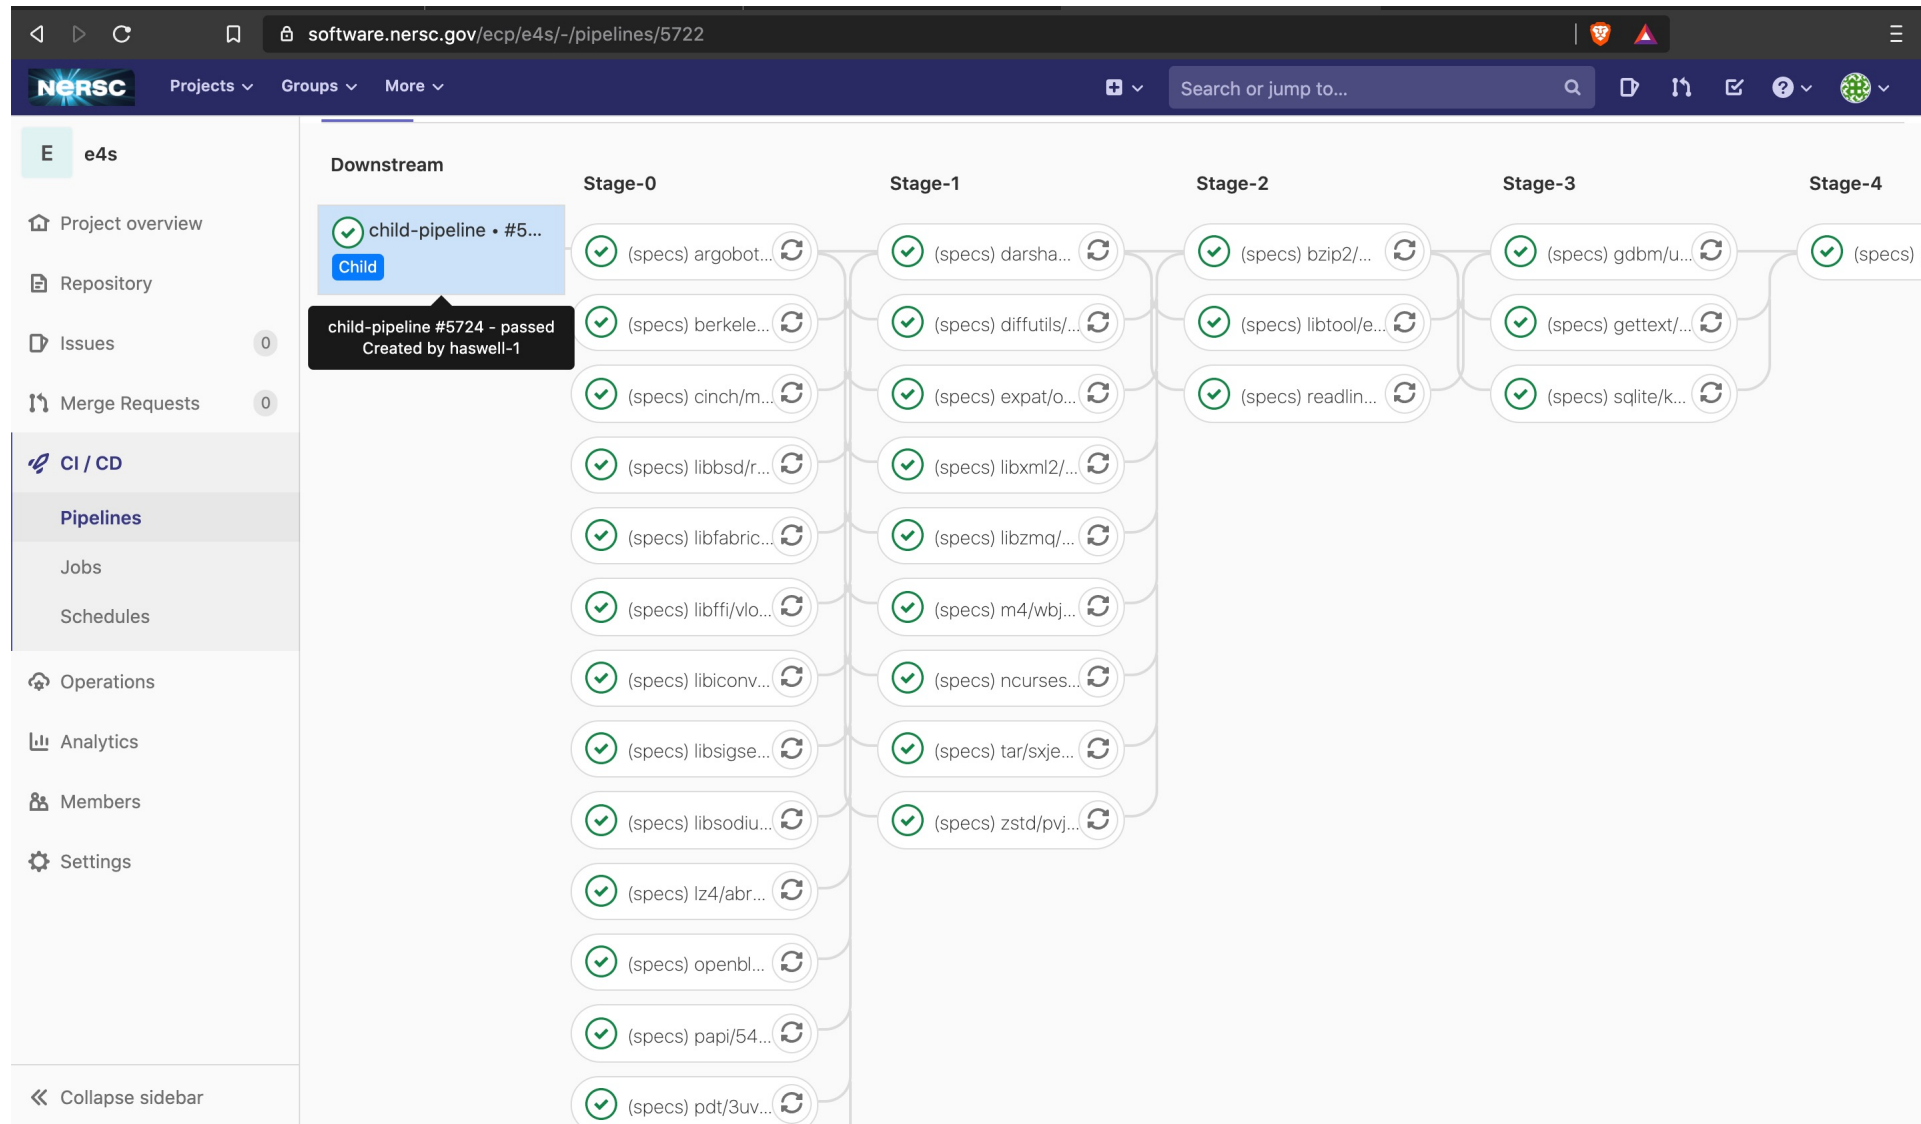 software.nersc.gov/ecp/e4s/-/pipelines/5722
NERSC
Projects
Groups
More
Search or jump to...
E
e4s
Project overview
Repository
Issues
0
Merge Requests
0
CI / CD
Pipelines
Jobs
Schedules
Operations
Analytics
Members
Settings
Collapse sidebar
Downstream
child-pipeline • #5...
Child
child-pipeline #5724 - passed
Created by haswell-1
Stage-0
(specs) argobot...
(specs) berkele...
(specs) cinch/m...
(specs) libbsd/r...
(specs) libfabric...
(specs) libffi/vlo...
(specs) libiconv...
(specs) libsigse...
(specs) libsodiu...
(specs) lz4/abr...
(specs) openbl...
(specs) papi/54...
(specs) pdt/3uv...
Stage-1
(specs) darsha...
(specs) diffutils/...
(specs) expat/o...
(specs) libxml2/...
(specs) libzmq/...
(specs) m4/wbj...
(specs) ncurses...
(specs) tar/sxje...
(specs) zstd/pvj...
Stage-2
(specs) bzip2/...
(specs) libtool/e...
(specs) readlin...
Stage-3
(specs) gdbm/u...
(specs) gettext/...
(specs) sqlite/k...
Stage-4
(specs)